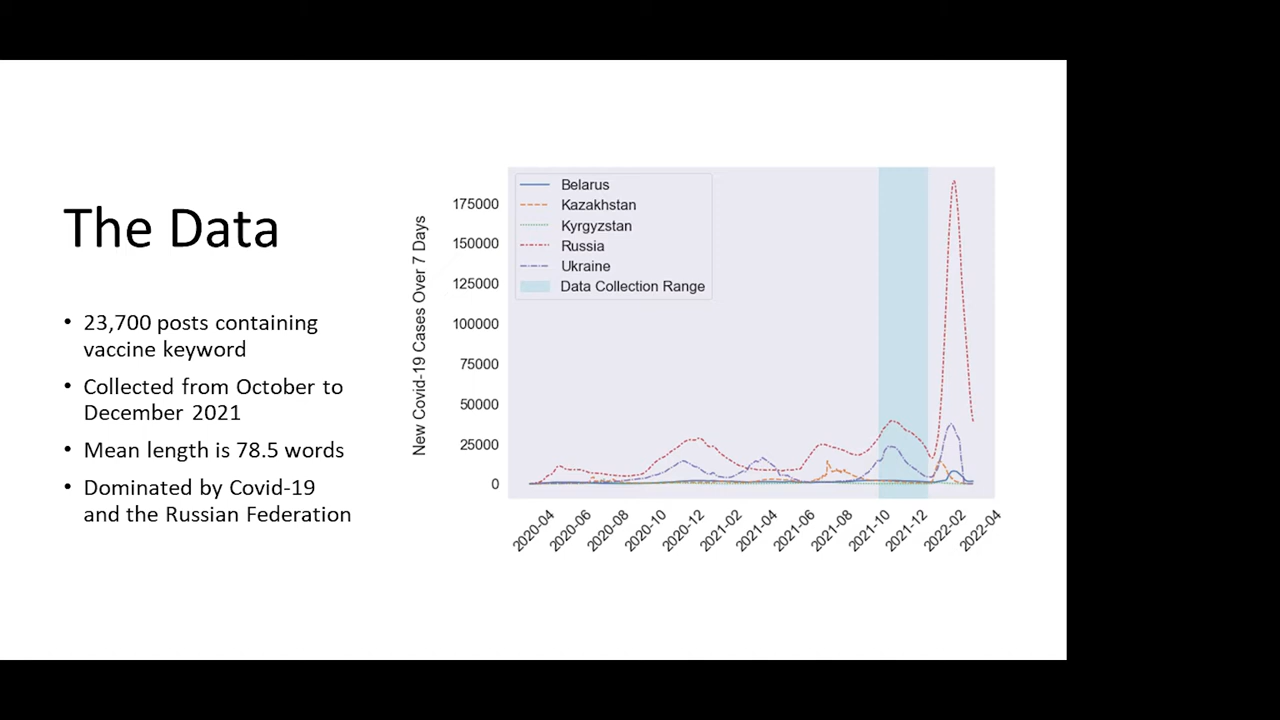 The Data
• 23,700 posts containing
vaccine keyword
• Collected from October to
December 2021
• Mean length is 78.5 words
• Dominated by Covid-19
and the Russian Federation
New Covid-19 Cases Over 7 Days
175000
150000
125000
100000
75000
50000
25000
0
Belarus
Kazakhstan
Kyrgyzstan
Russia
Ukraine
Data Collection Range
2020-04
2020-06
2020-08
2020-10
2020-12
2021-02
2021-04
2021-06
2021-08
2021-10
2021-12
2022-02
2022-04